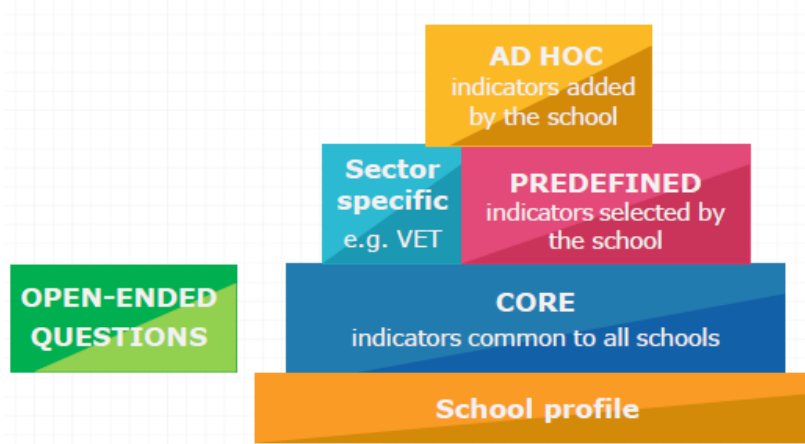 AD HOC
indicators added
by the school
Sector
specific
e.g. VET
PREDEFINED
indicators selected by
the school
OPEN-ENDED
QUESTIONS
CORE
indicators common to all schools
School profile